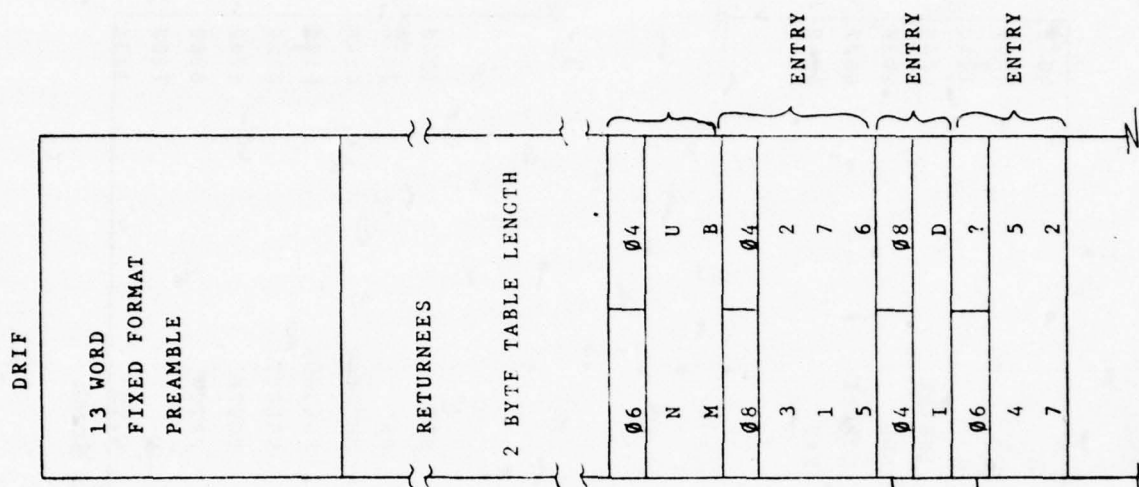 DRIF
13 WORD
FIXED FORMAT
PREAMBLE
RETURNEES
2 BYTF TABLE LENGTH
Ø6 Ø4
N U
M B
Ø8 Ø4
3 2
1 7
5 6
ENTRY
Ø4 Ø8
I D
ENTRY
Ø6 ?
4 5
7 2
ENTRY